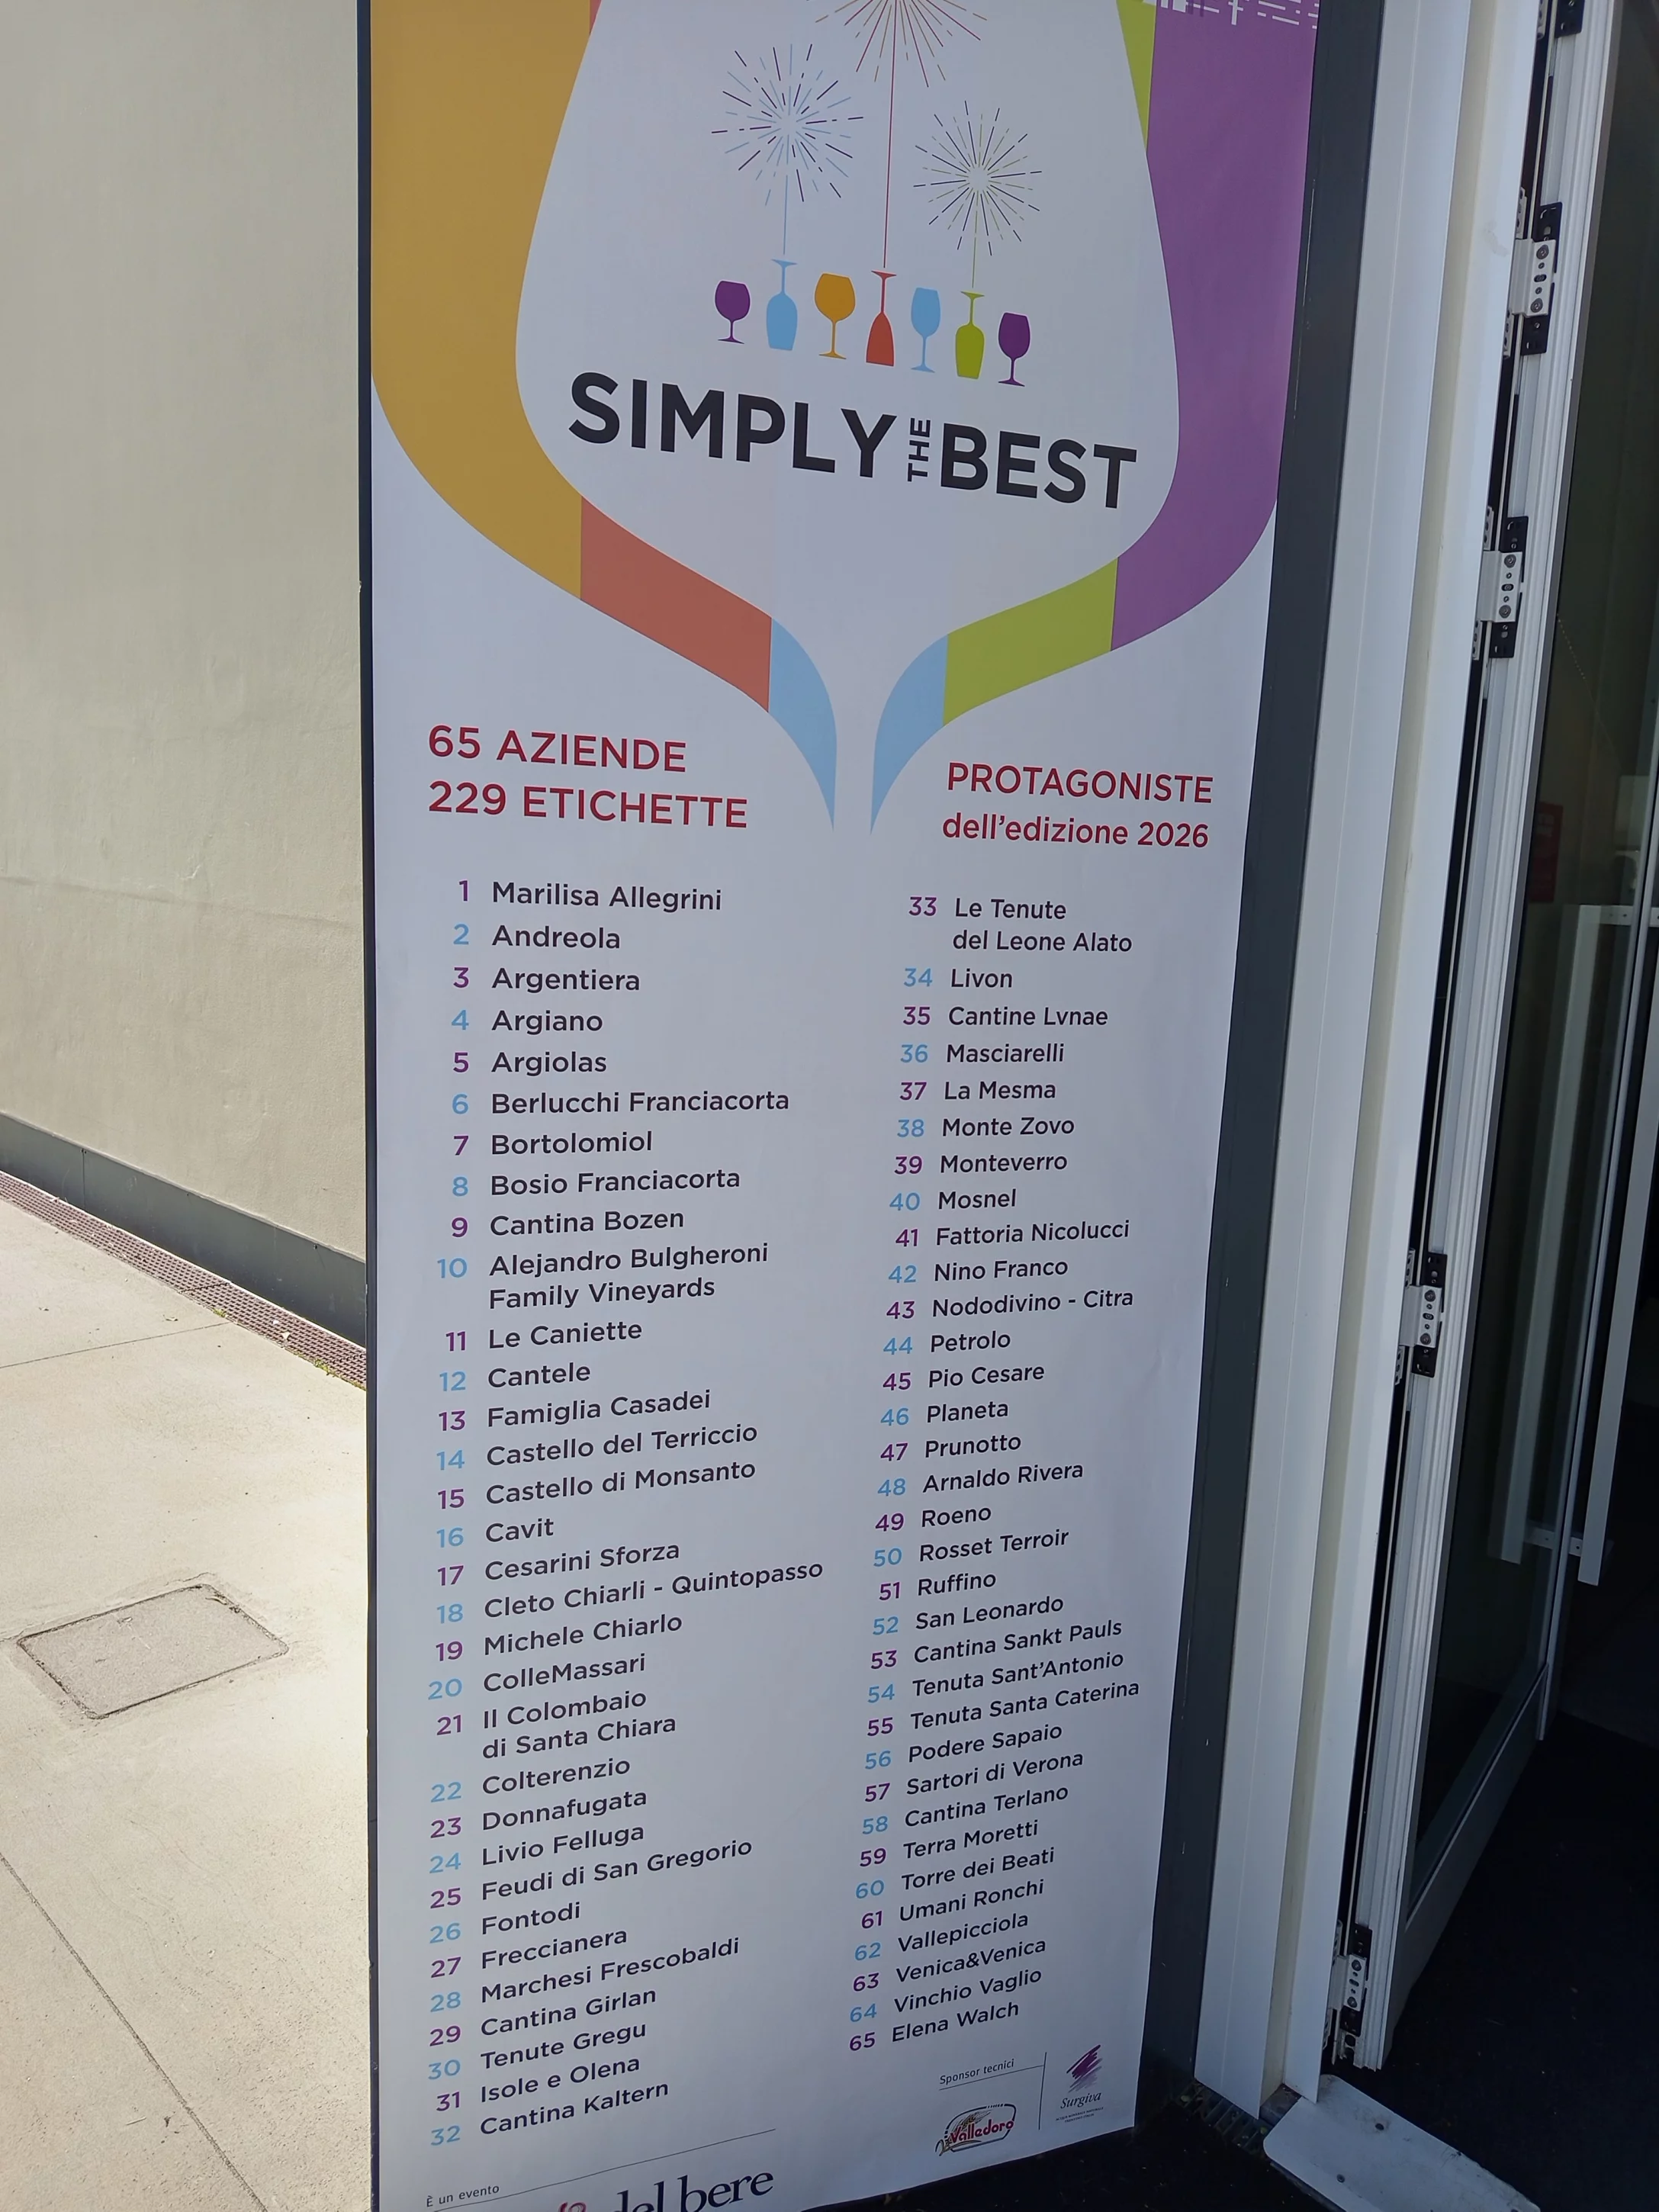 SIMPLY THE BEST
65 AZIENDE
229 ETICHETTE
PROTAGONISTE
dell'edizione 2026
1 Marilisa Allegrini
2 Andreola
3 Argentiera
4 Argiano
5 Argiolas
6 Berlucchi Franciacorta
7 Bortolomiol
8 Bosio Franciacorta
9 Cantina Bozen
10 Alejandro Bulgheroni
Family Vineyards
11 Le Caniette
12 Cantele
13 Famiglia Casadei
14 Castello del Terriccio
15 Castello di Monsanto
16 Cavit
17 Cesarini Sforza
18 Cleto Chiarli - Quintopasso
19 Michele Chiarlo
20 ColleMassari
21 Il Colombaio
di Santa Chiara
22 Colterenzio
23 Donnafugata
24 Livio Felluga
25 Feudi di San Gregorio
26 Fontodi
27 Freccianera
28 Marchesi Frescobaldi
29 Cantina Girlan
30 Tenute Gregu
31 Isole e Olena
32 Cantina Kaltern
33 Le Tenute
del Leone Alato
34 Livon
35 Cantine Lvnae
36 Masciarelli
37 La Mesma
38 Monte Zovo
39 Monteverro
40 Mosnel
41 Fattoria Nicolucci
42 Nino Franco
43 Nododivino - Citra
44 Petrolo
45 Pio Cesare
46 Planeta
47 Prunotto
48 Arnaldo Rivera
49 Roeno
50 Rosset Terroir
51 Ruffino
52 San Leonardo
53 Cantina Sankt Pauls
54 Tenuta Sant'Antonio
55 Tenuta Santa Caterina
56 Podere Sapaio
57 Sartori di Verona
58 Cantina Terlano
59 Terra Moretti
60 Torre dei Beati
61 Umani Ronchi
62 Vallepicciola
63 Venica&Venica
64 Vinchio Vaglio
65 Elena Walch
Sponsor tecnici
Valledoro
Surgiva
È un evento
del bere